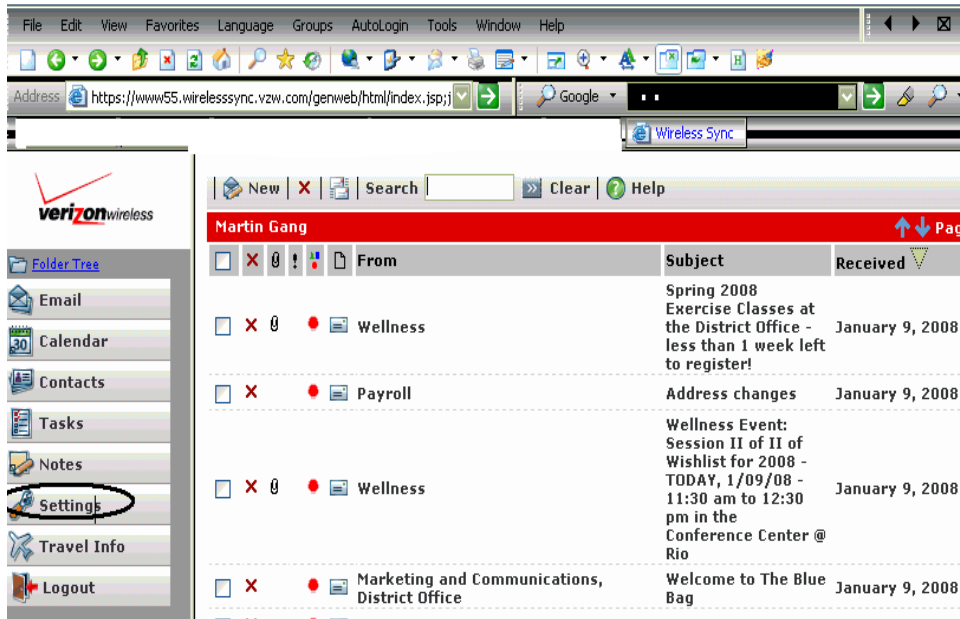 File Edit View Favorites Language Groups AutoLogin Tools Window Help
Address https://www55.wirelesssync.vzw.com/genweb/html/index.jsp;j Google
Wireless Sync
verizonwireless
New Search Clear Help
Martin Gang Pag
Folder Tree
From Subject Received
Email
Calendar
Contacts
Tasks
Notes
Settings
Travel Info
Logout
Wellness
Spring 2008
Exercise Classes at
the District Office -
less than 1 week left
to register!
January 9, 2008
Payroll
Address changes
January 9, 2008
Wellness
Wellness Event:
Session II of II of
Wishlist for 2008 -
TODAY, 1/09/08 -
11:30 am to 12:30
pm in the
Conference Center @
Rio
January 9, 2008
Marketing and Communications,
District Office
Welcome to The Blue
Bag
January 9, 2008